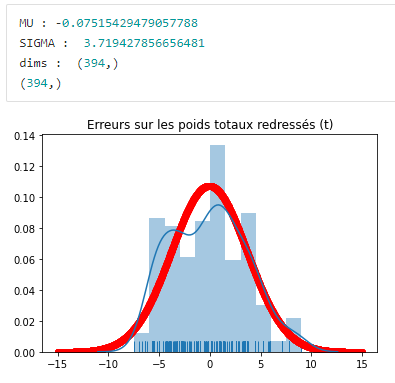 MU : -0.07515429479057788
SIGMA :  3.719427856656481
dims :  (394,)
(394,)
Erreurs sur les poids totaux redressés (t)
0.14
0.12
0.10
0.08
0.06
0.04
0.02
0.00
-15 -10 -5 0 5 10 15